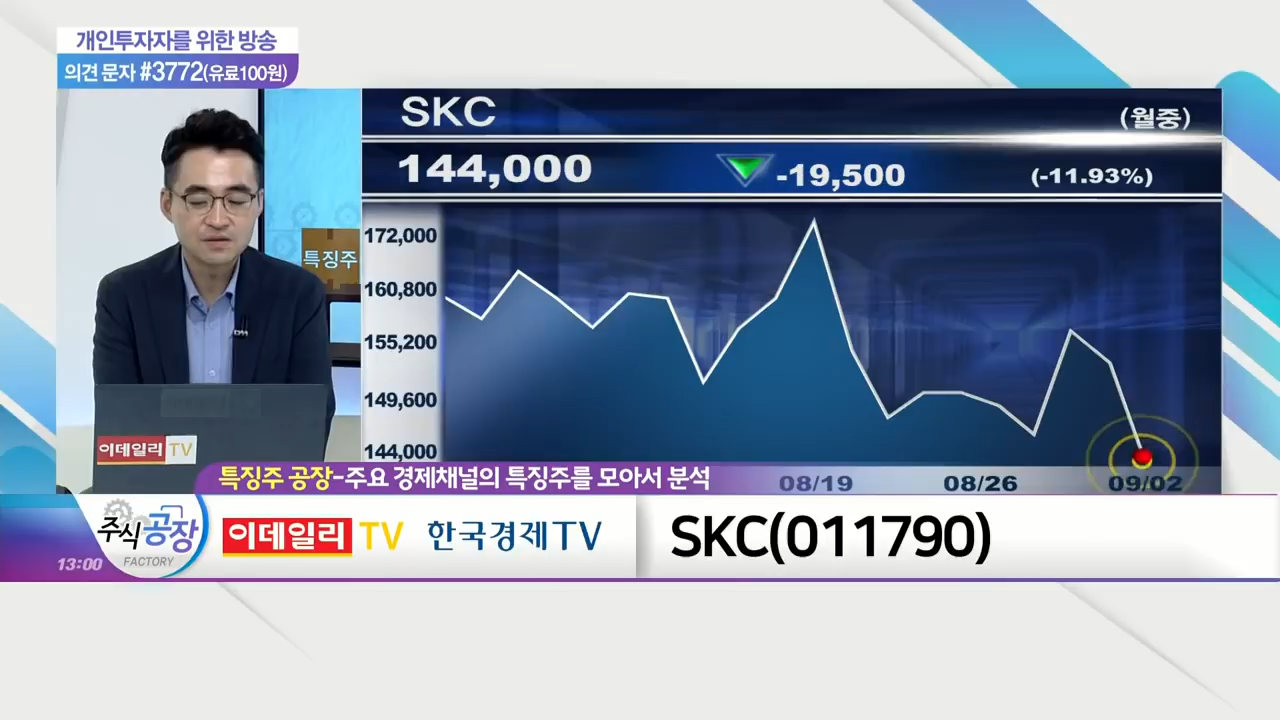 개인투자자를 위한 방송
의견 문자 #3772(유료100원)
SKC
(월중)
144,000
-19,500
(-11.93%)
특징주
172,000
160,800
155,200
149,600
144,000
08/19
08/26
09/02
이데일리 TV
특징주 공장-주요 경제채널의 특징주를 모아서 분석
주식공장
FACTORY
13:00
이데일리 TV
한국경제TV
SKC(011790)